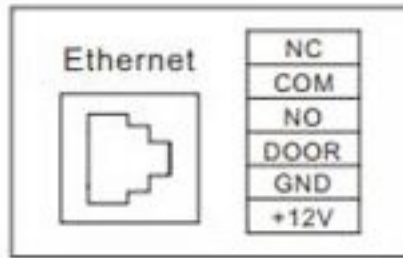 Ethernet
NC
COM
NO
DOOR
GND
+12V